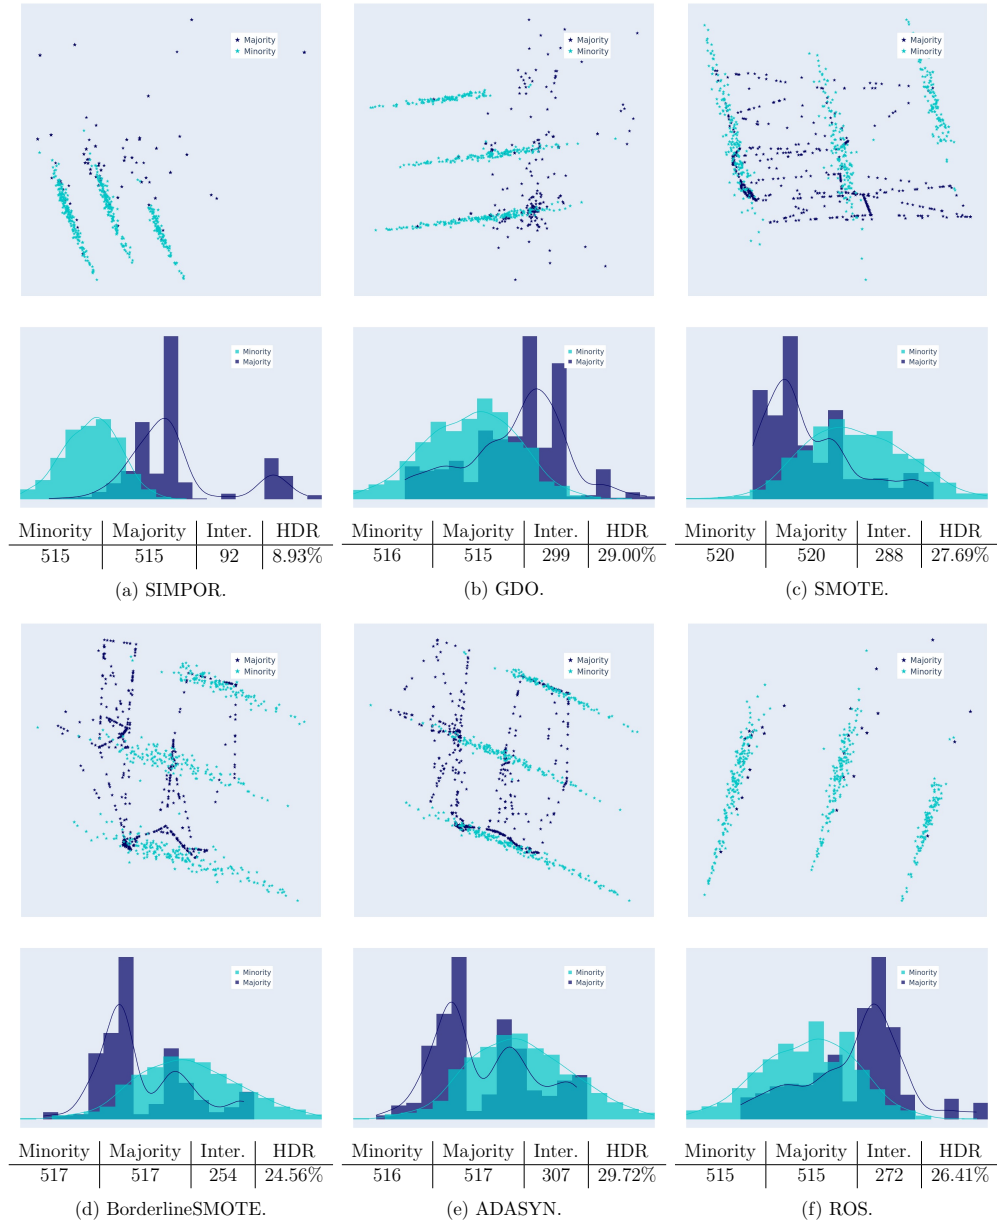 Majority
Minority
Majority
Minority
Majority
Minority
Minority
Majority
Minority
Majority
Minority
Majority
Minority Majority Inter. HDR
515 515 92 8.93%
Minority Majority Inter. HDR
516 515 299 29.00%
Minority Majority Inter. HDR
520 520 288 27.69%
(a) SIMPOR.
(b) GDO.
(c) SMOTE.
Majority
Minority
Majority
Minority
Majority
Minority
Minority
Majority
Minority
Majority
Minority
Majority
Minority Majority Inter. HDR
517 517 254 24.56%
Minority Majority Inter. HDR
516 517 307 29.72%
Minority Majority Inter. HDR
515 515 272 26.41%
(d) BorderlineSMOTE.
(e) ADASYN.
(f) ROS.